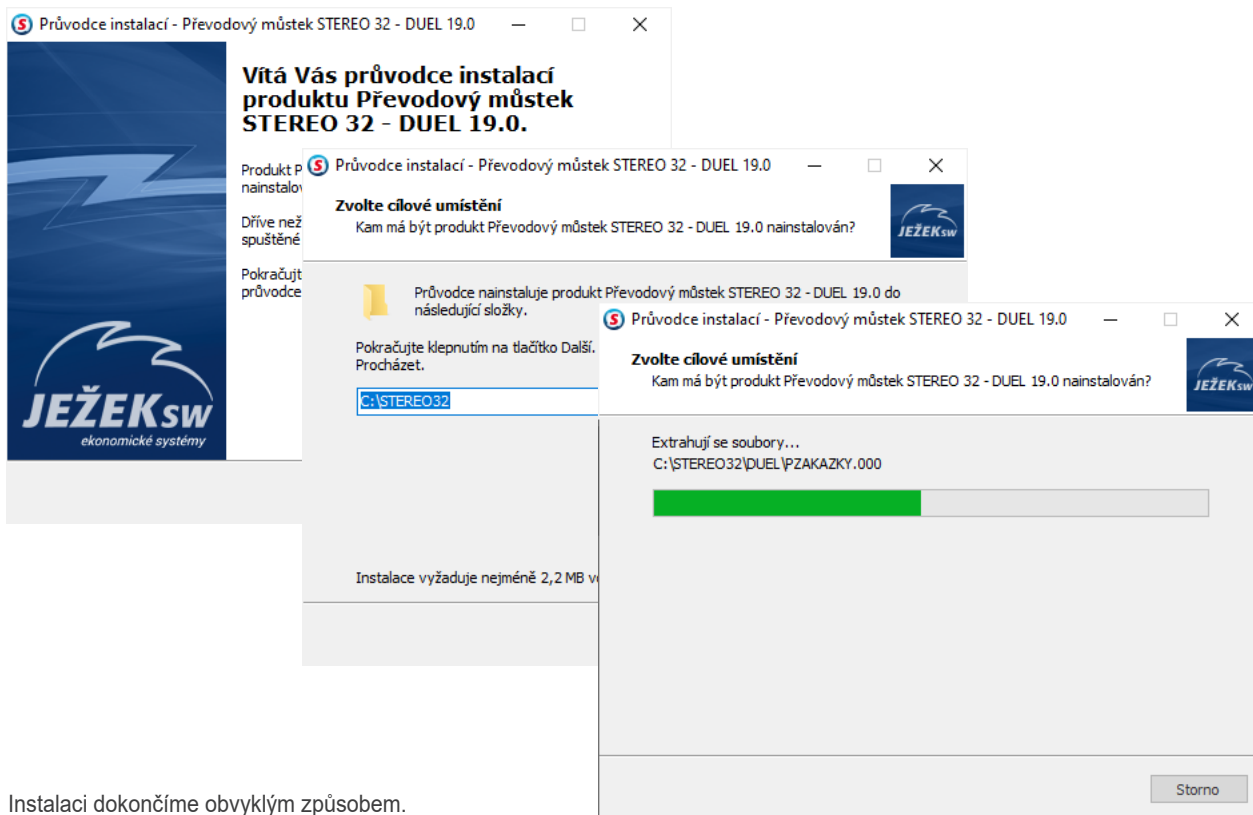 Průvodce instalací - Převodový můstek STEREO 32 - DUEL 19.0
Vítá Vás průvodce instalací
produktu Převodový můstek
STEREO 32 - DUEL 19.0.
Produkt P
nainstalov
Dříve než
spuštěné
Pokračujt
průvodce
JEŽEKSW
ekonomické systémy
Průvodce instalací - Převodový můstek STEREO 32 - DUEL 19.0
Zvolte cílové umístění
Kam má být produkt Převodový můstek STEREO 32 - DUEL 19.0 nainstalován?
JEŽEKSW
Průvodce nainstaluje produkt Převodový můstek STEREO 32 - DUEL 19.0 do
následující složky.
Pokračujte klepnutím na tlačítko Další.
Procházet.
C:\STEREO32
Instalace vyžaduje nejméně 2,2 MB v
Průvodce instalací - Převodový můstek STEREO 32 - DUEL 19.0
Zvolte cílové umístění
Kam má být produkt Převodový můstek STEREO 32 - DUEL 19.0 nainstalován?
JEŽEKSW
Extrahují se soubory...
C:\STEREO32\DUEL\PZAKAZKY.000
Storno
Instalaci dokončíme obvyklým způsobem.